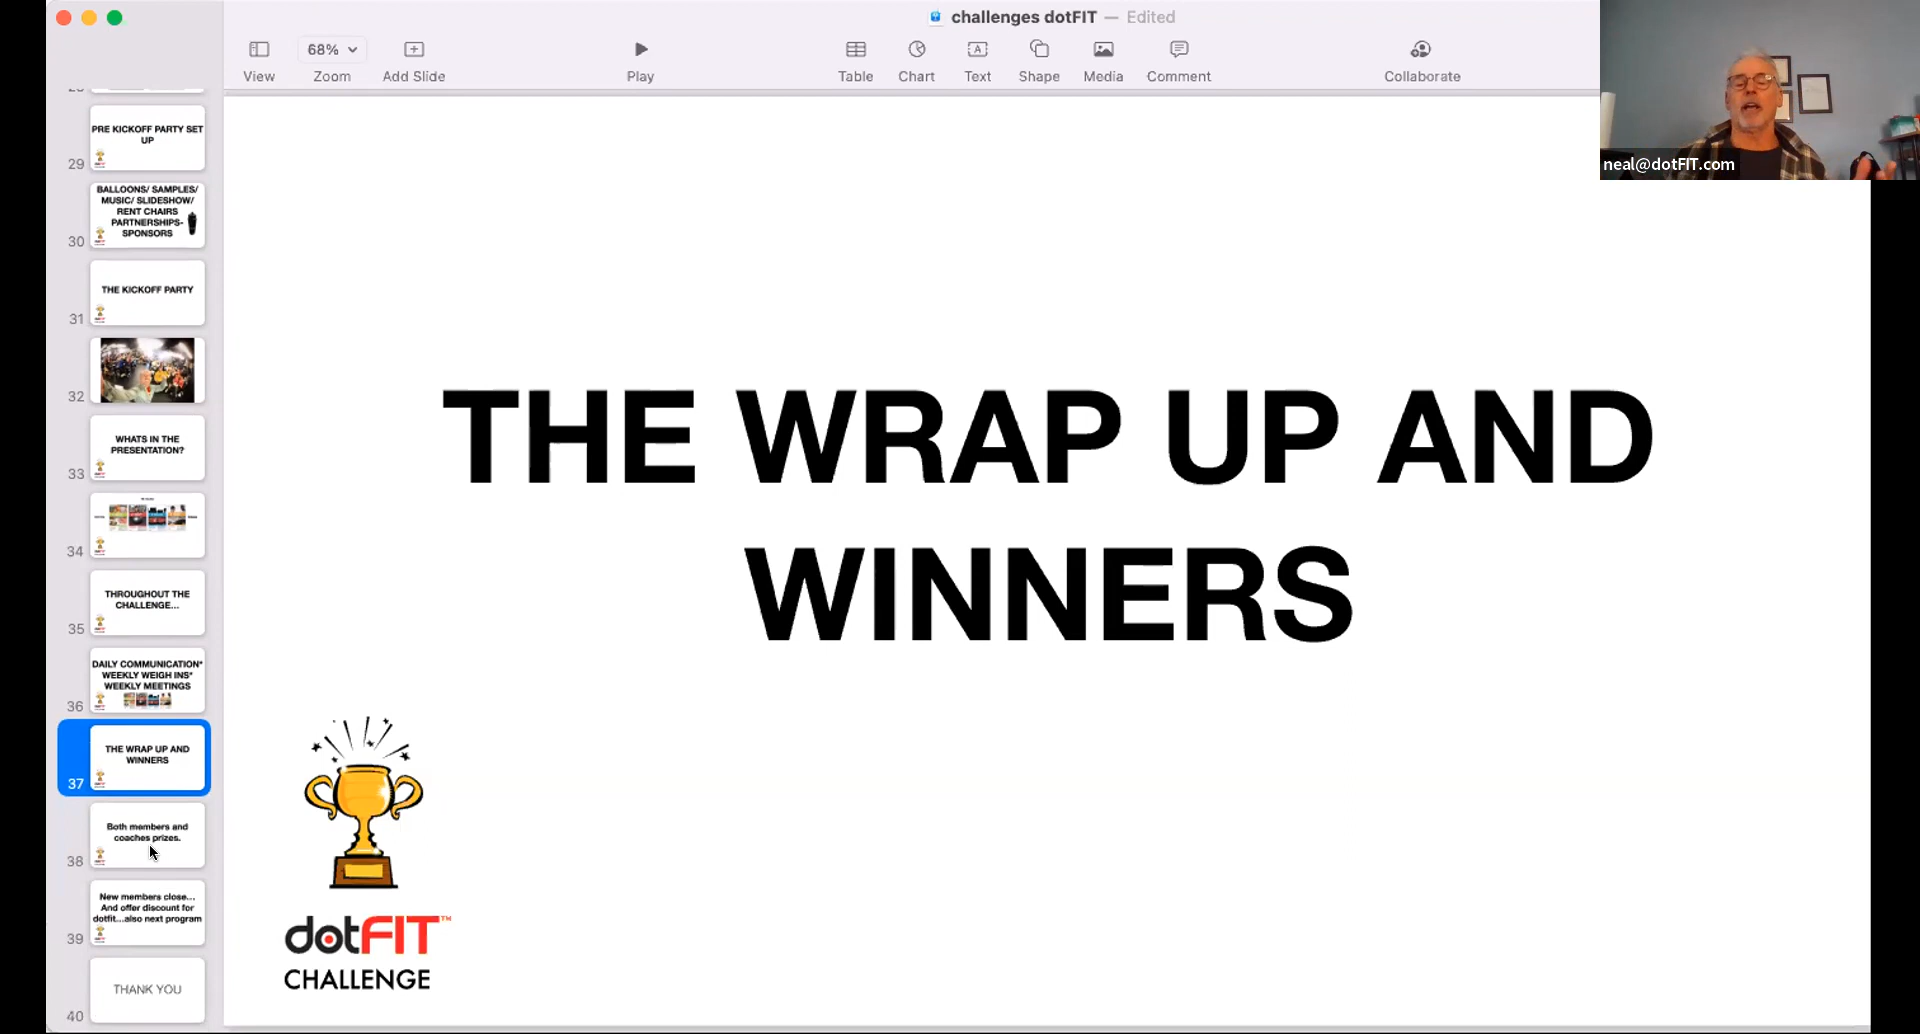 challenges dotFIT — Edited
68%
View
Zoom
Add Slide
Play
Table
Chart
Text
Shape
Media
Comment
Collaborate
neal@dotFIT.com
PRE KICKOFF PARTY SET
UP
29
BALLOONS/ SAMPLES/
MUSIC/ SLIDESHOW/
RENT CHAIRS
PARTNERSHIPS-
SPONSORS
30
THE KICKOFF PARTY
31
32
WHATS IN THE
PRESENTATION?
33
34
THROUGHOUT THE
CHALLENGE...
35
DAILY COMMUNICATION*
WEEKLY WEIGH INS*
WEEKLY MEETINGS
36
THE WRAP UP AND
WINNERS
37
Both members and
coaches prizes.
38
New members close...
And offer discount for
dotfit...also next program
39
THANK YOU
40
THE WRAP UP AND
WINNERS
dotFIT™
CHALLENGE